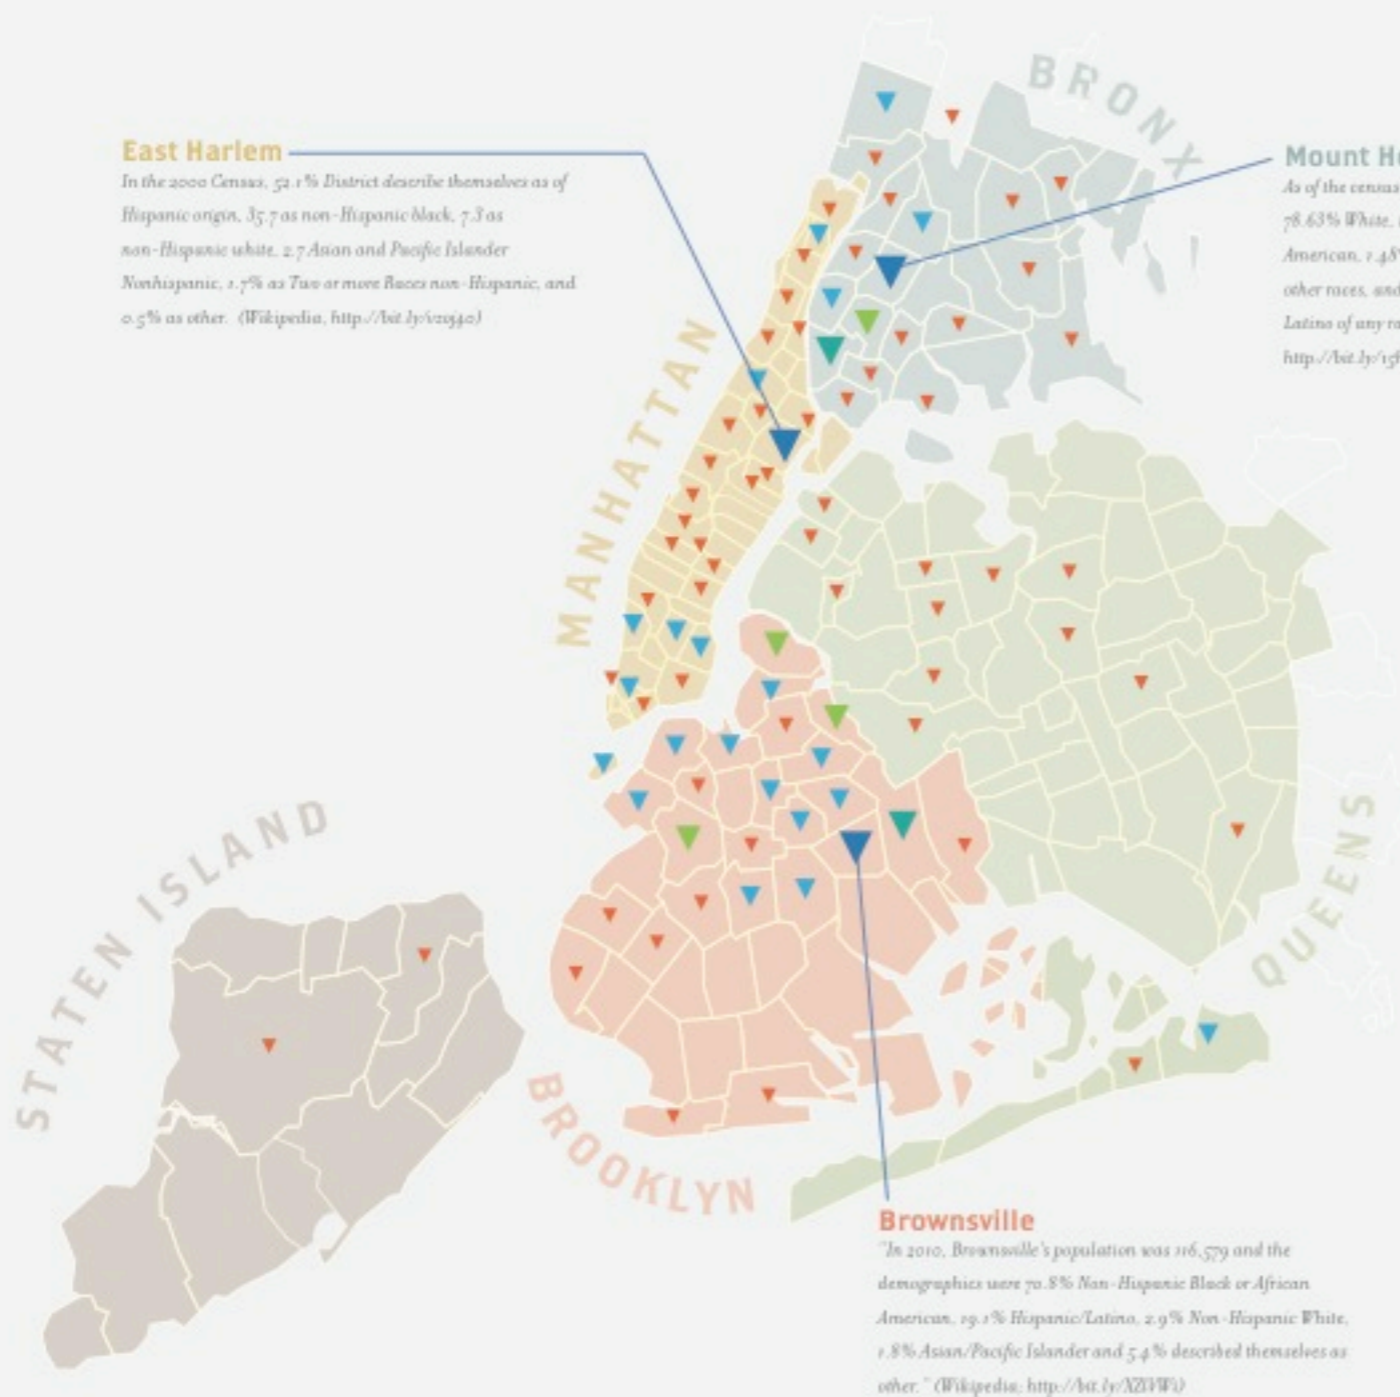 BRONX
East Harlem
In the 2000 Census, 52.1% District describe themselves as of
Hispanic origin, 35.7 as non-Hispanic black, 7.3 as
non-Hispanic white, 2.7 Asian and Pacific Islander
Nonhispanic, 1.7% as Two or more Races non-Hispanic, and
0.5% as other. (Wikipedia, http://bit.ly/
Mount H
As of the census
78.63% White,
American, 1.48
other races, and
Latino of any ra
http://bit.ly/15
MANHATTAN
STATEN ISLAND
QUEENS
BROOKLYN
Brownsville
"In 2010, Brownsville's population was 116,579 and the
demographics were 70.8% Non-Hispanic Black or African
American, 19.1% Hispanic/Latino, 2.9% Non-Hispanic White,
1.8% Asian/Pacific Islander and 5.4% described themselves as
other." (Wikipedia; http://bit.ly/